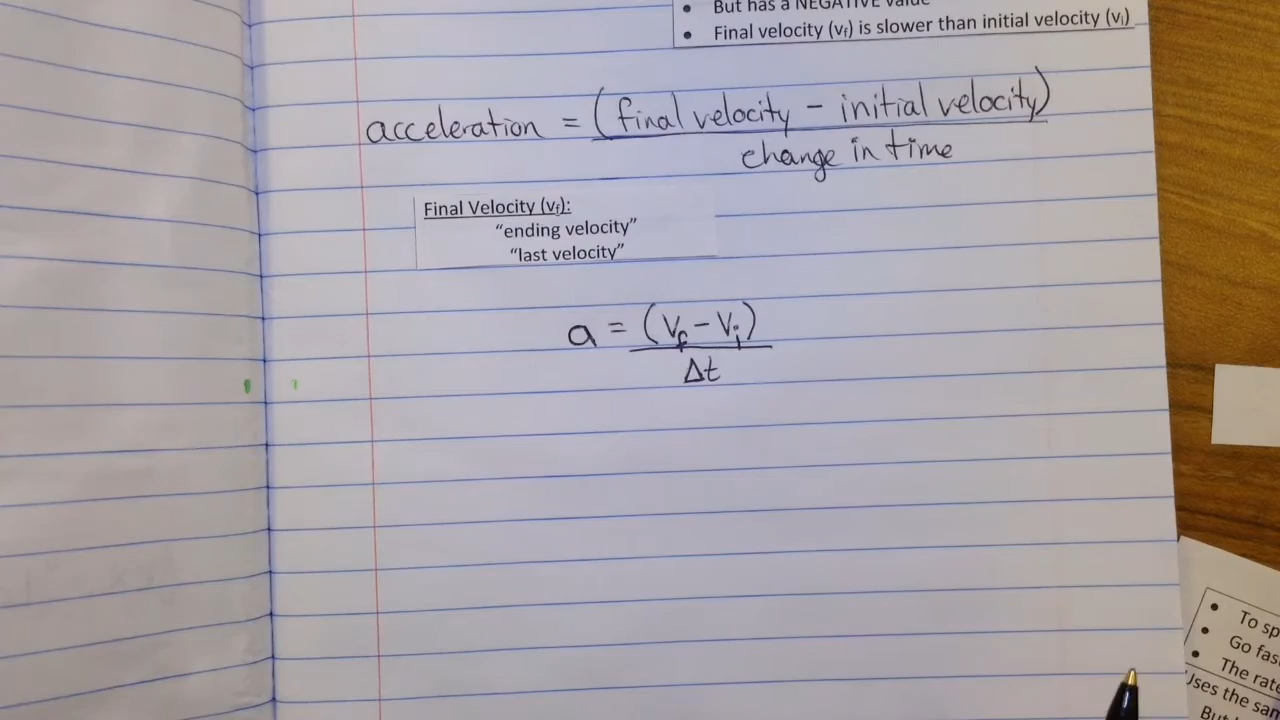 • But has a NEGATIVE value
• Final velocity (vf) is slower than initial velocity (vi)
acceleration = (final velocity - initial velocity)
change in time
Final Velocity (vf):
"ending velocity"
"last velocity"
a = (Vf - Vi)
Δt
• To sp
• Go fas
• The rate
Uses the sam
But